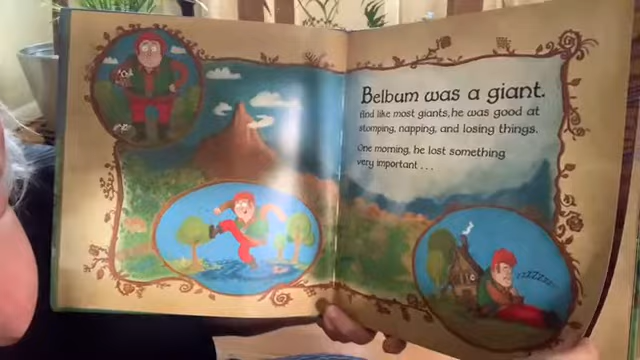 Belbum was a giant.
And like most giants, he was good at
stomping, napping, and losing things.
One morning, he lost something
very important . . .
zzZZZzz